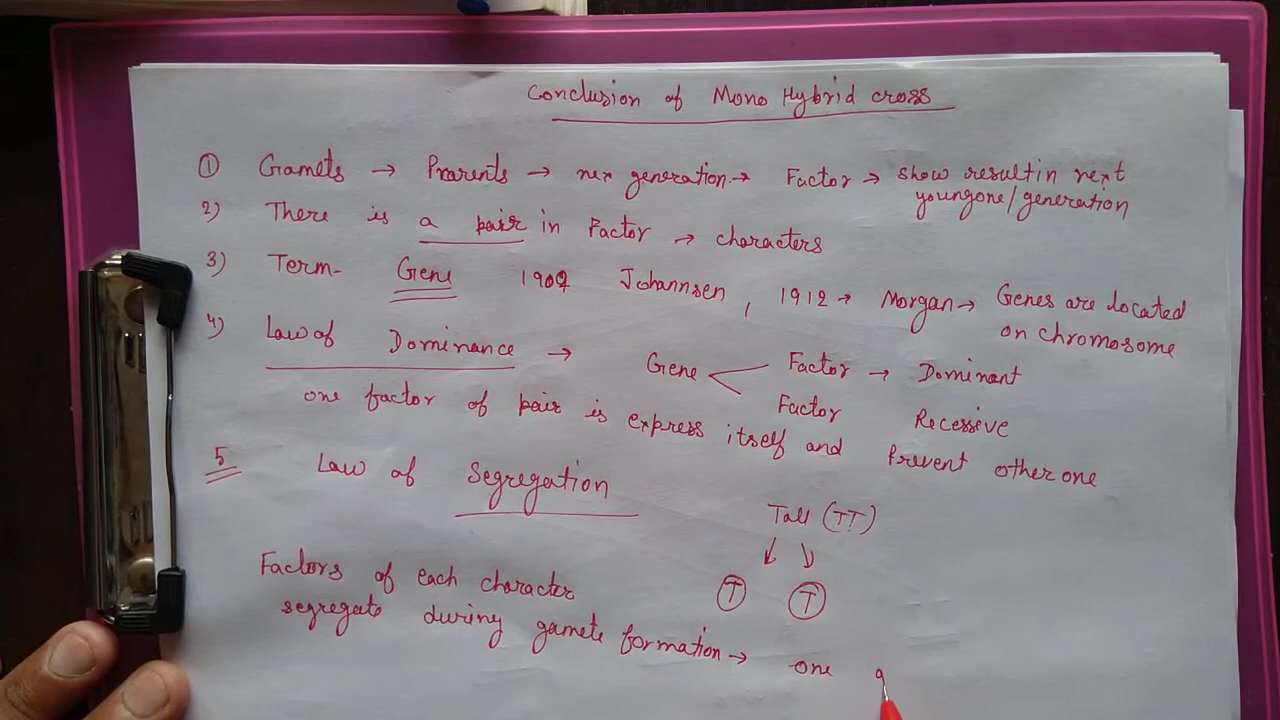 Conclusion of Mono Hybrid cross
① Gamets → Parents → nex generation → Factor → show result in next
youngone/generation
2) There is a pair in Factor → characters
3) Term- Gene 1909 Johannsen, 1912 → Morgan → Genes are located
on chromosome
4) Law of Dominance → Gene Factor → Dominant
Factor Recessive
one factor of pair is express itself and Prevent other one
5 Law of Segregation
Tall (TT)
T T
Factors of each character
segregate during gamete formation → one